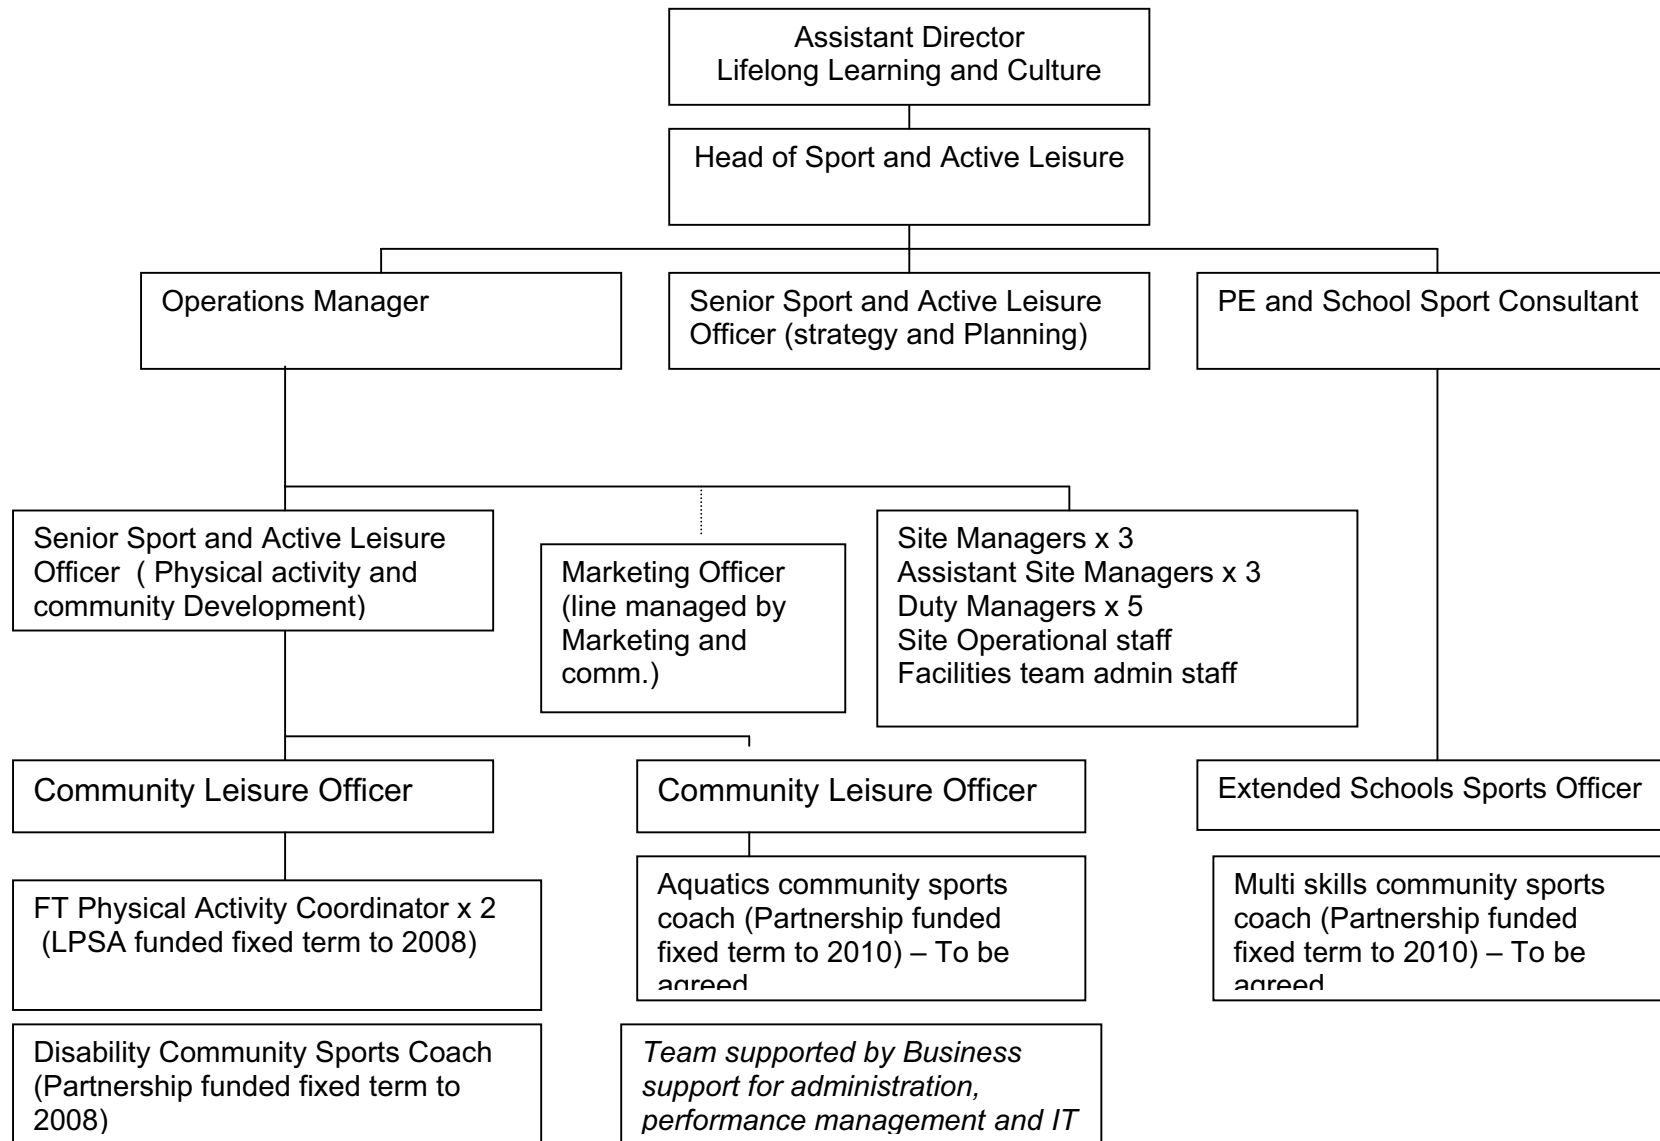 Assistant Director
Lifelong Learning and Culture
Head of Sport and Active Leisure
Operations Manager
Senior Sport and Active Leisure
Officer (strategy and Planning)
PE and School Sport Consultant
Senior Sport and Active Leisure
Officer ( Physical activity and
community Development)
Marketing Officer
(line managed by
Marketing and
comm.)
Site Managers x 3
Assistant Site Managers x 3
Duty Managers x 5
Site Operational staff
Facilities team admin staff
Community Leisure Officer
Community Leisure Officer
Extended Schools Sports Officer
FT Physical Activity Coordinator x 2
(LPSA funded fixed term to 2008)
Aquatics community sports
coach (Partnership funded
fixed term to 2010) – To be
agreed
Multi skills community sports
coach (Partnership funded
fixed term to 2010) – To be
agreed
Disability Community Sports Coach
(Partnership funded fixed term to
2008)
Team supported by Business
support for administration,
performance management and IT